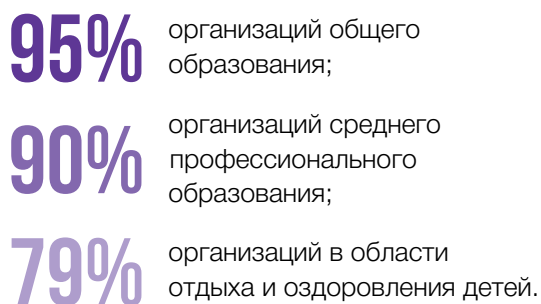 95%
организаций общего
образования;
90%
организаций среднего
профессионального
образования;
79%
организаций в области
отдыха и оздоровления детей.